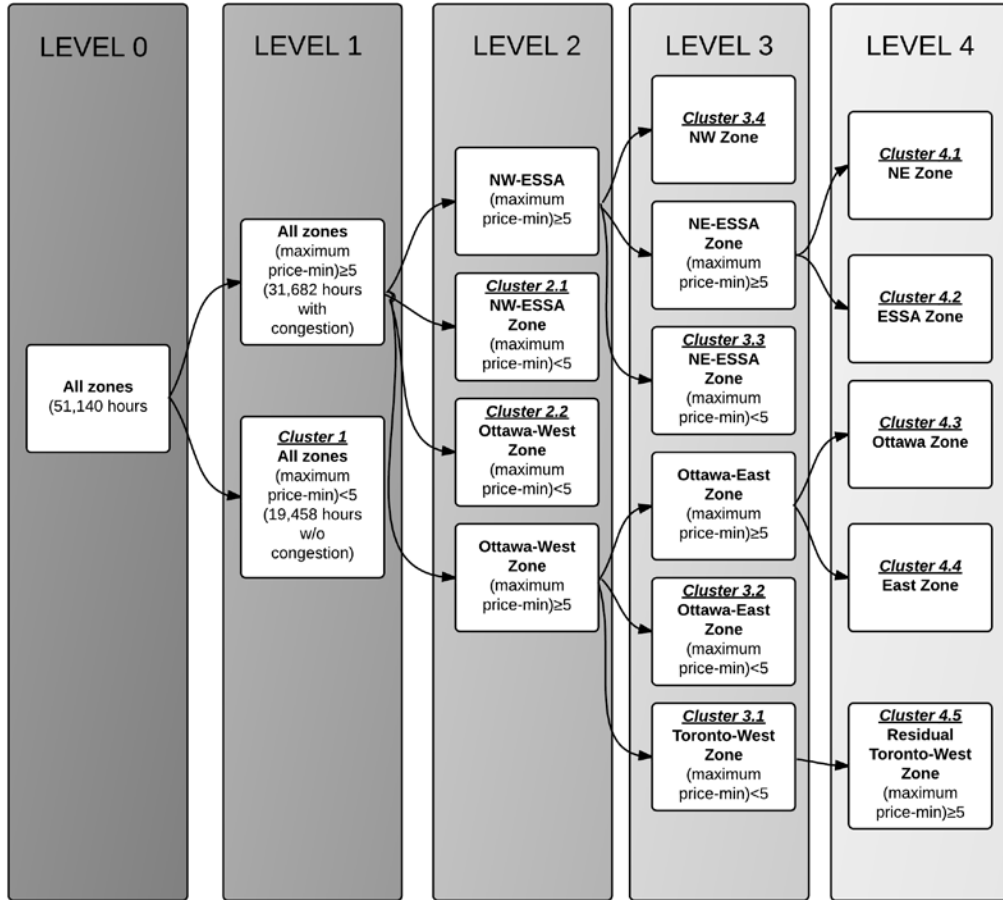 LEVEL 0
All zones
(51,140 hours
LEVEL 1
All zones
(maximum
price-min)≥5
(31,682 hours
with
congestion)
Cluster 1
All zones
(maximum
price-min)<5
(19,458 hours
w/o
congestion)
LEVEL 2
NW-ESSA
(maximum
price-min)≥5
Cluster 2.1
NW-ESSA
Zone
(maximum
price-min)<5
Cluster 2.2
Ottawa-West
Zone
(maximum
price-min)<5
Ottawa-West
Zone
(maximum
price-min)≥5
LEVEL 3
Cluster 3.4
NW Zone
NE-ESSA
Zone
(maximum
price-min)≥5
Cluster 3.3
NE-ESSA
Zone
(maximum
price-min)<5
Ottawa-East
Zone
(maximum
price-min)≥5
Cluster 3.2
Ottawa-East
Zone
(maximum
price-min)<5
Cluster 3.1
Toronto-West
Zone
(maximum
price-min)<5
LEVEL 4
Cluster 4.1
NE Zone
Cluster 4.2
ESSA Zone
Cluster 4.3
Ottawa Zone
Cluster 4.4
East Zone
Cluster 4.5
Residual
Toronto-West
Zone
(maximum
price-min)≥5